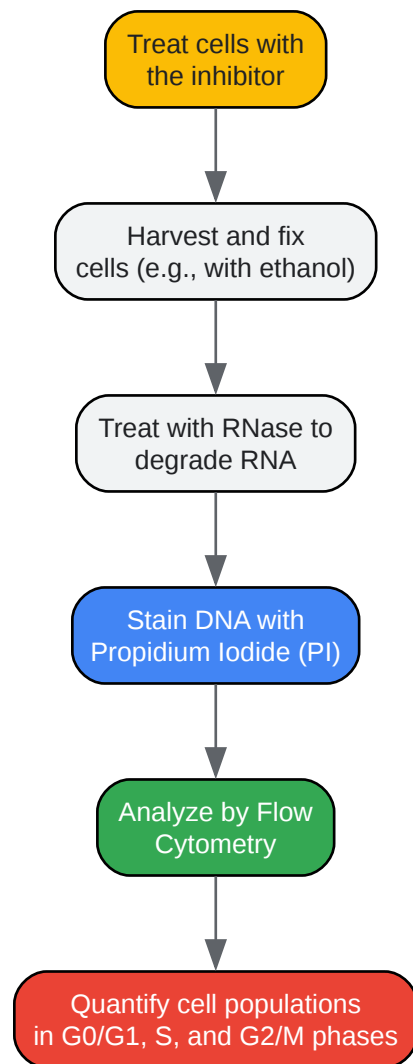 Treat cells with
the inhibitor
Harvest and fix
cells (e.g., with ethanol)
Treat with RNase to
degrade RNA
Stain DNA with
Propidium Iodide (PI)
Analyze by Flow
Cytometry
Quantify cell populations
in G0/G1, S, and G2/M phases